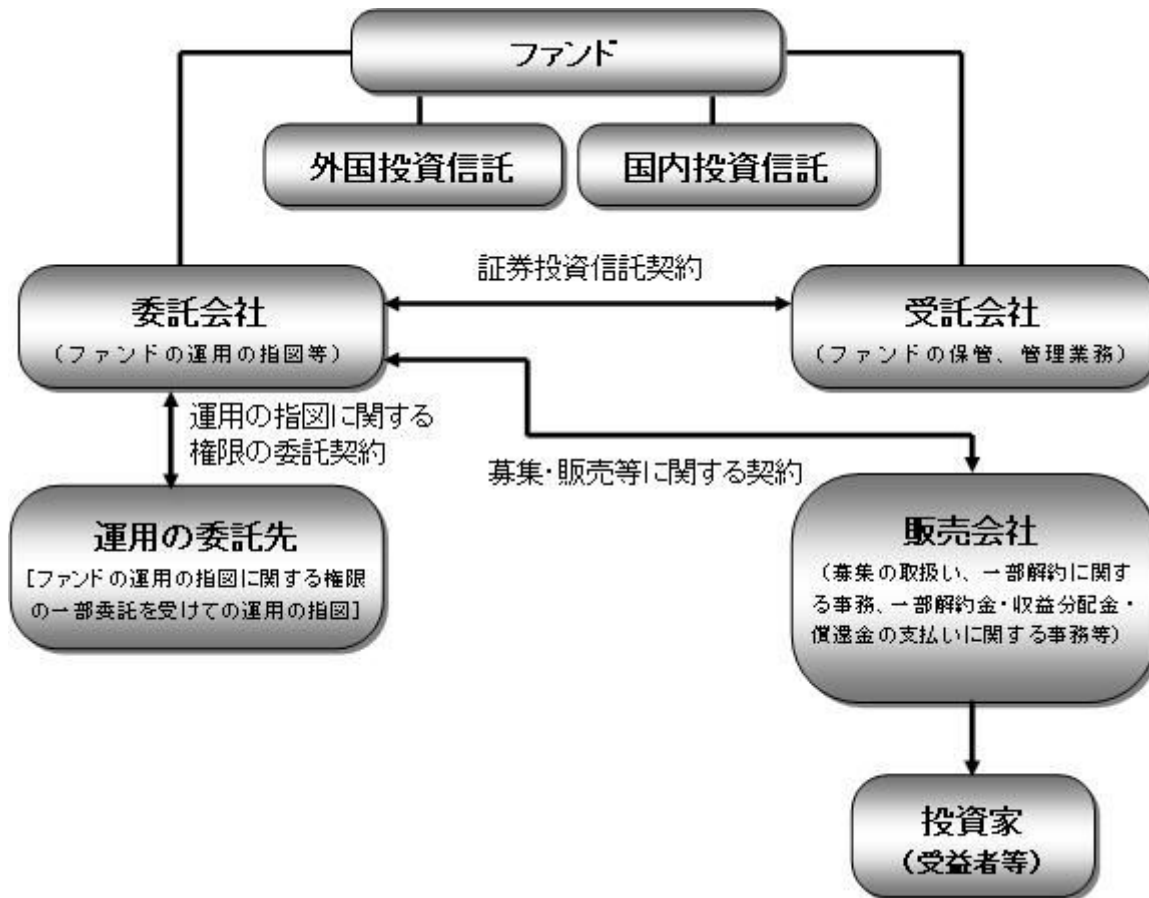 ファンド
外国投資信託
国内投資信託
証券投資信託契約
委託会社
(ファンドの運用の指図等)
受託会社
(ファンドの保管、管理業務)
運用の指図に関する
権限の委託契約
募集・販売等に関する契約
運用の委託先
[ファンドの運用の指図に関する権限
の一部委託を受けての運用の指図]
販売会社
(募集の取扱い、一部解約に関す
る事務、一部解約金・収益分配金・
償還金の支払いに関する事務等)
投資家
(受益者等)